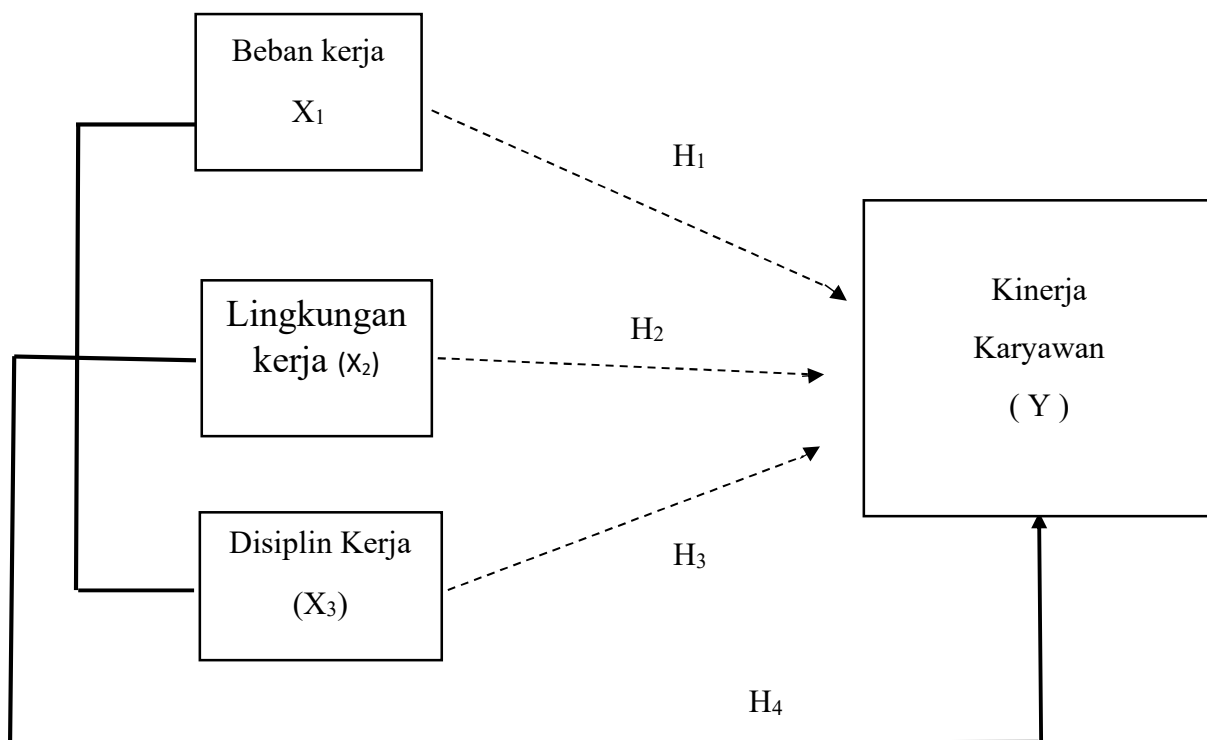 Beban kerja
X₁
H₁
Lingkungan
kerja (X₂)
H₂
Kinerja
Karyawan
( Y )
Disiplin Kerja
(X₃)
H₃
H₄